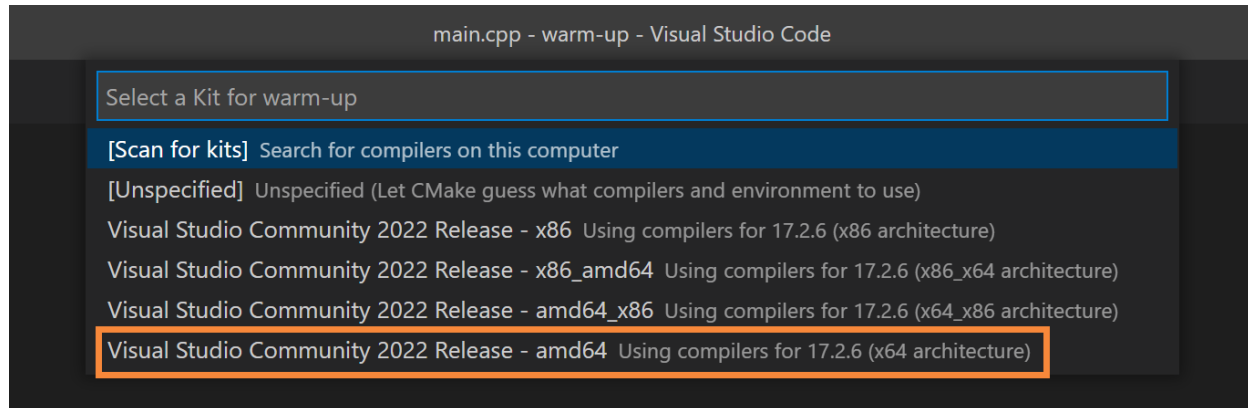 main.cpp - warm-up - Visual Studio Code
Select a Kit for warm-up
[Scan for kits] Search for compilers on this computer
[Unspecified] Unspecified (Let CMake guess what compilers and environment to use)
Visual Studio Community 2022 Release - x86 Using compilers for 17.2.6 (x86 architecture)
Visual Studio Community 2022 Release - x86_amd64 Using compilers for 17.2.6 (x86_x64 architecture)
Visual Studio Community 2022 Release - amd64_x86 Using compilers for 17.2.6 (x64_x86 architecture)
Visual Studio Community 2022 Release - amd64 Using compilers for 17.2.6 (x64 architecture)